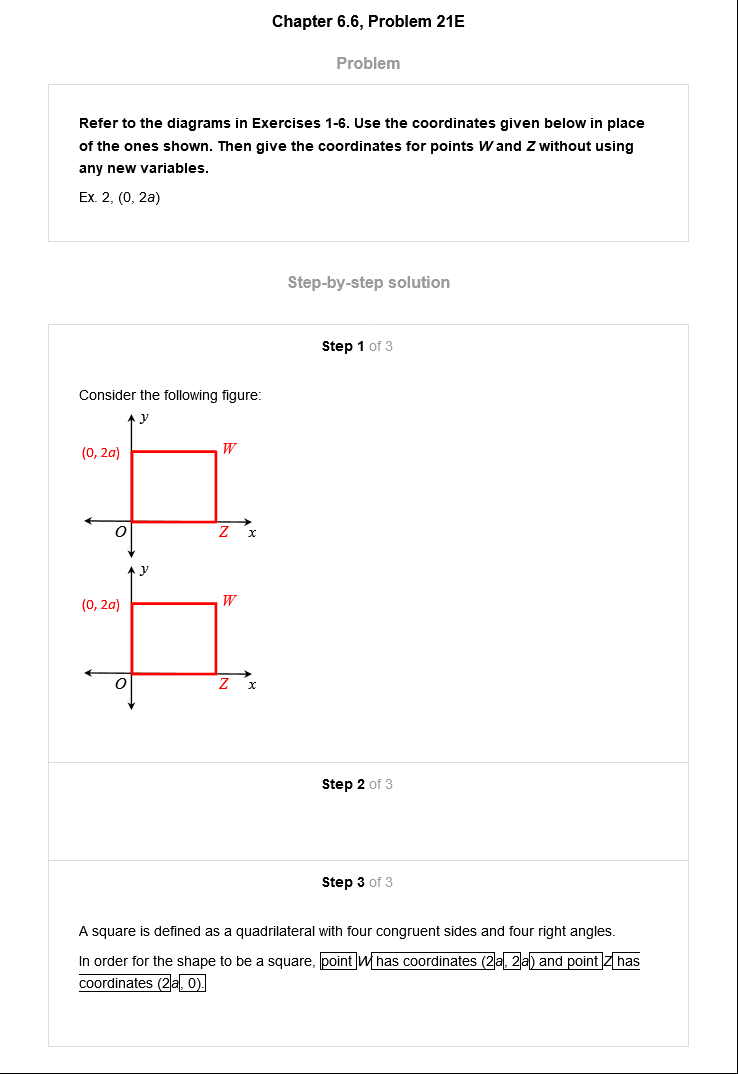 Chapter 6.6, Problem 21E
Problem
Refer to the diagrams in Exercises 1-6. Use the coordinates given below in place
of the ones shown. Then give the coordinates for points W and Z without using
any new variables.
Ex. 2, (0, 2a)
Step-by-step solution
Step 1 of 3
Consider the following figure:
y
(0, 2a)
W
O
Z
x
y
(0, 2a)
W
O
Z
x
Step 2 of 3
Step 3 of 3
A square is defined as a quadrilateral with four congruent sides and four right angles.
In order for the shape to be a square, point W has coordinates (2a, 2a) and point Z has
coordinates (2a, 0).